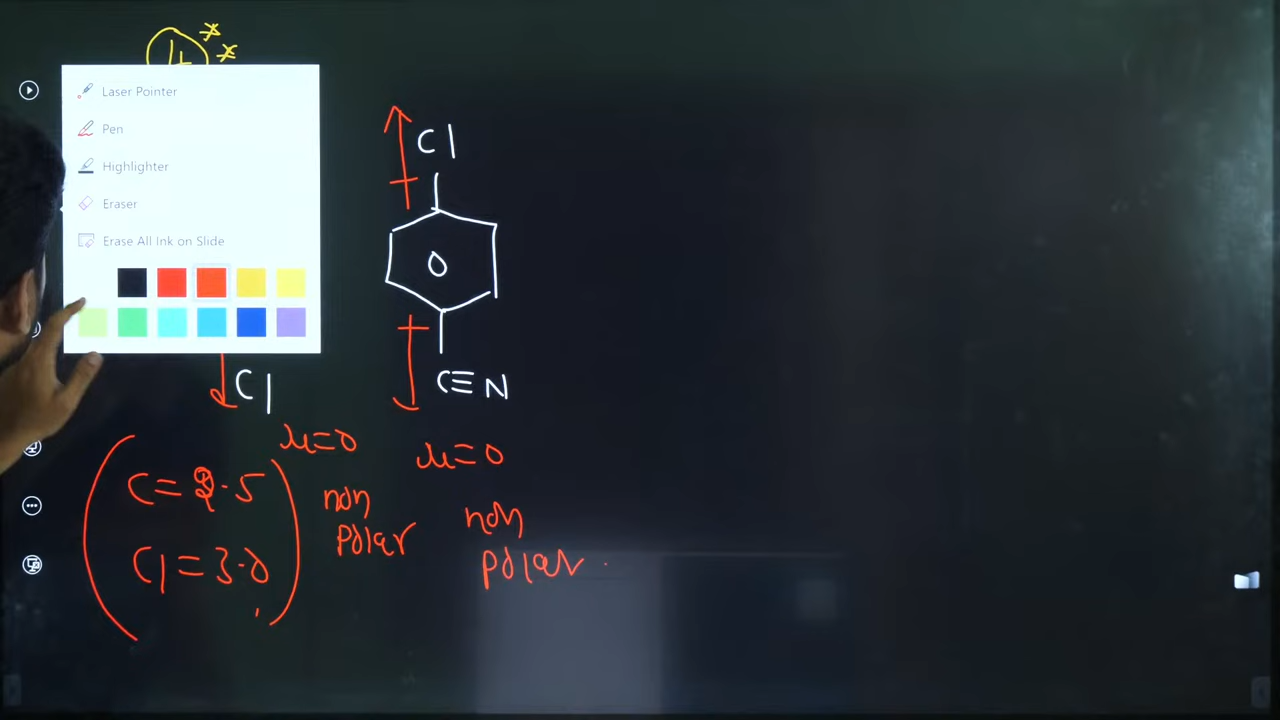 Laser Pointer
Pen
Highlighter
Eraser
Erase All Ink on Slide
Cl
C≡N
Cl
μ=0
μ=0
C = 2.5
Cl = 3.0
non
polar
non
polar.